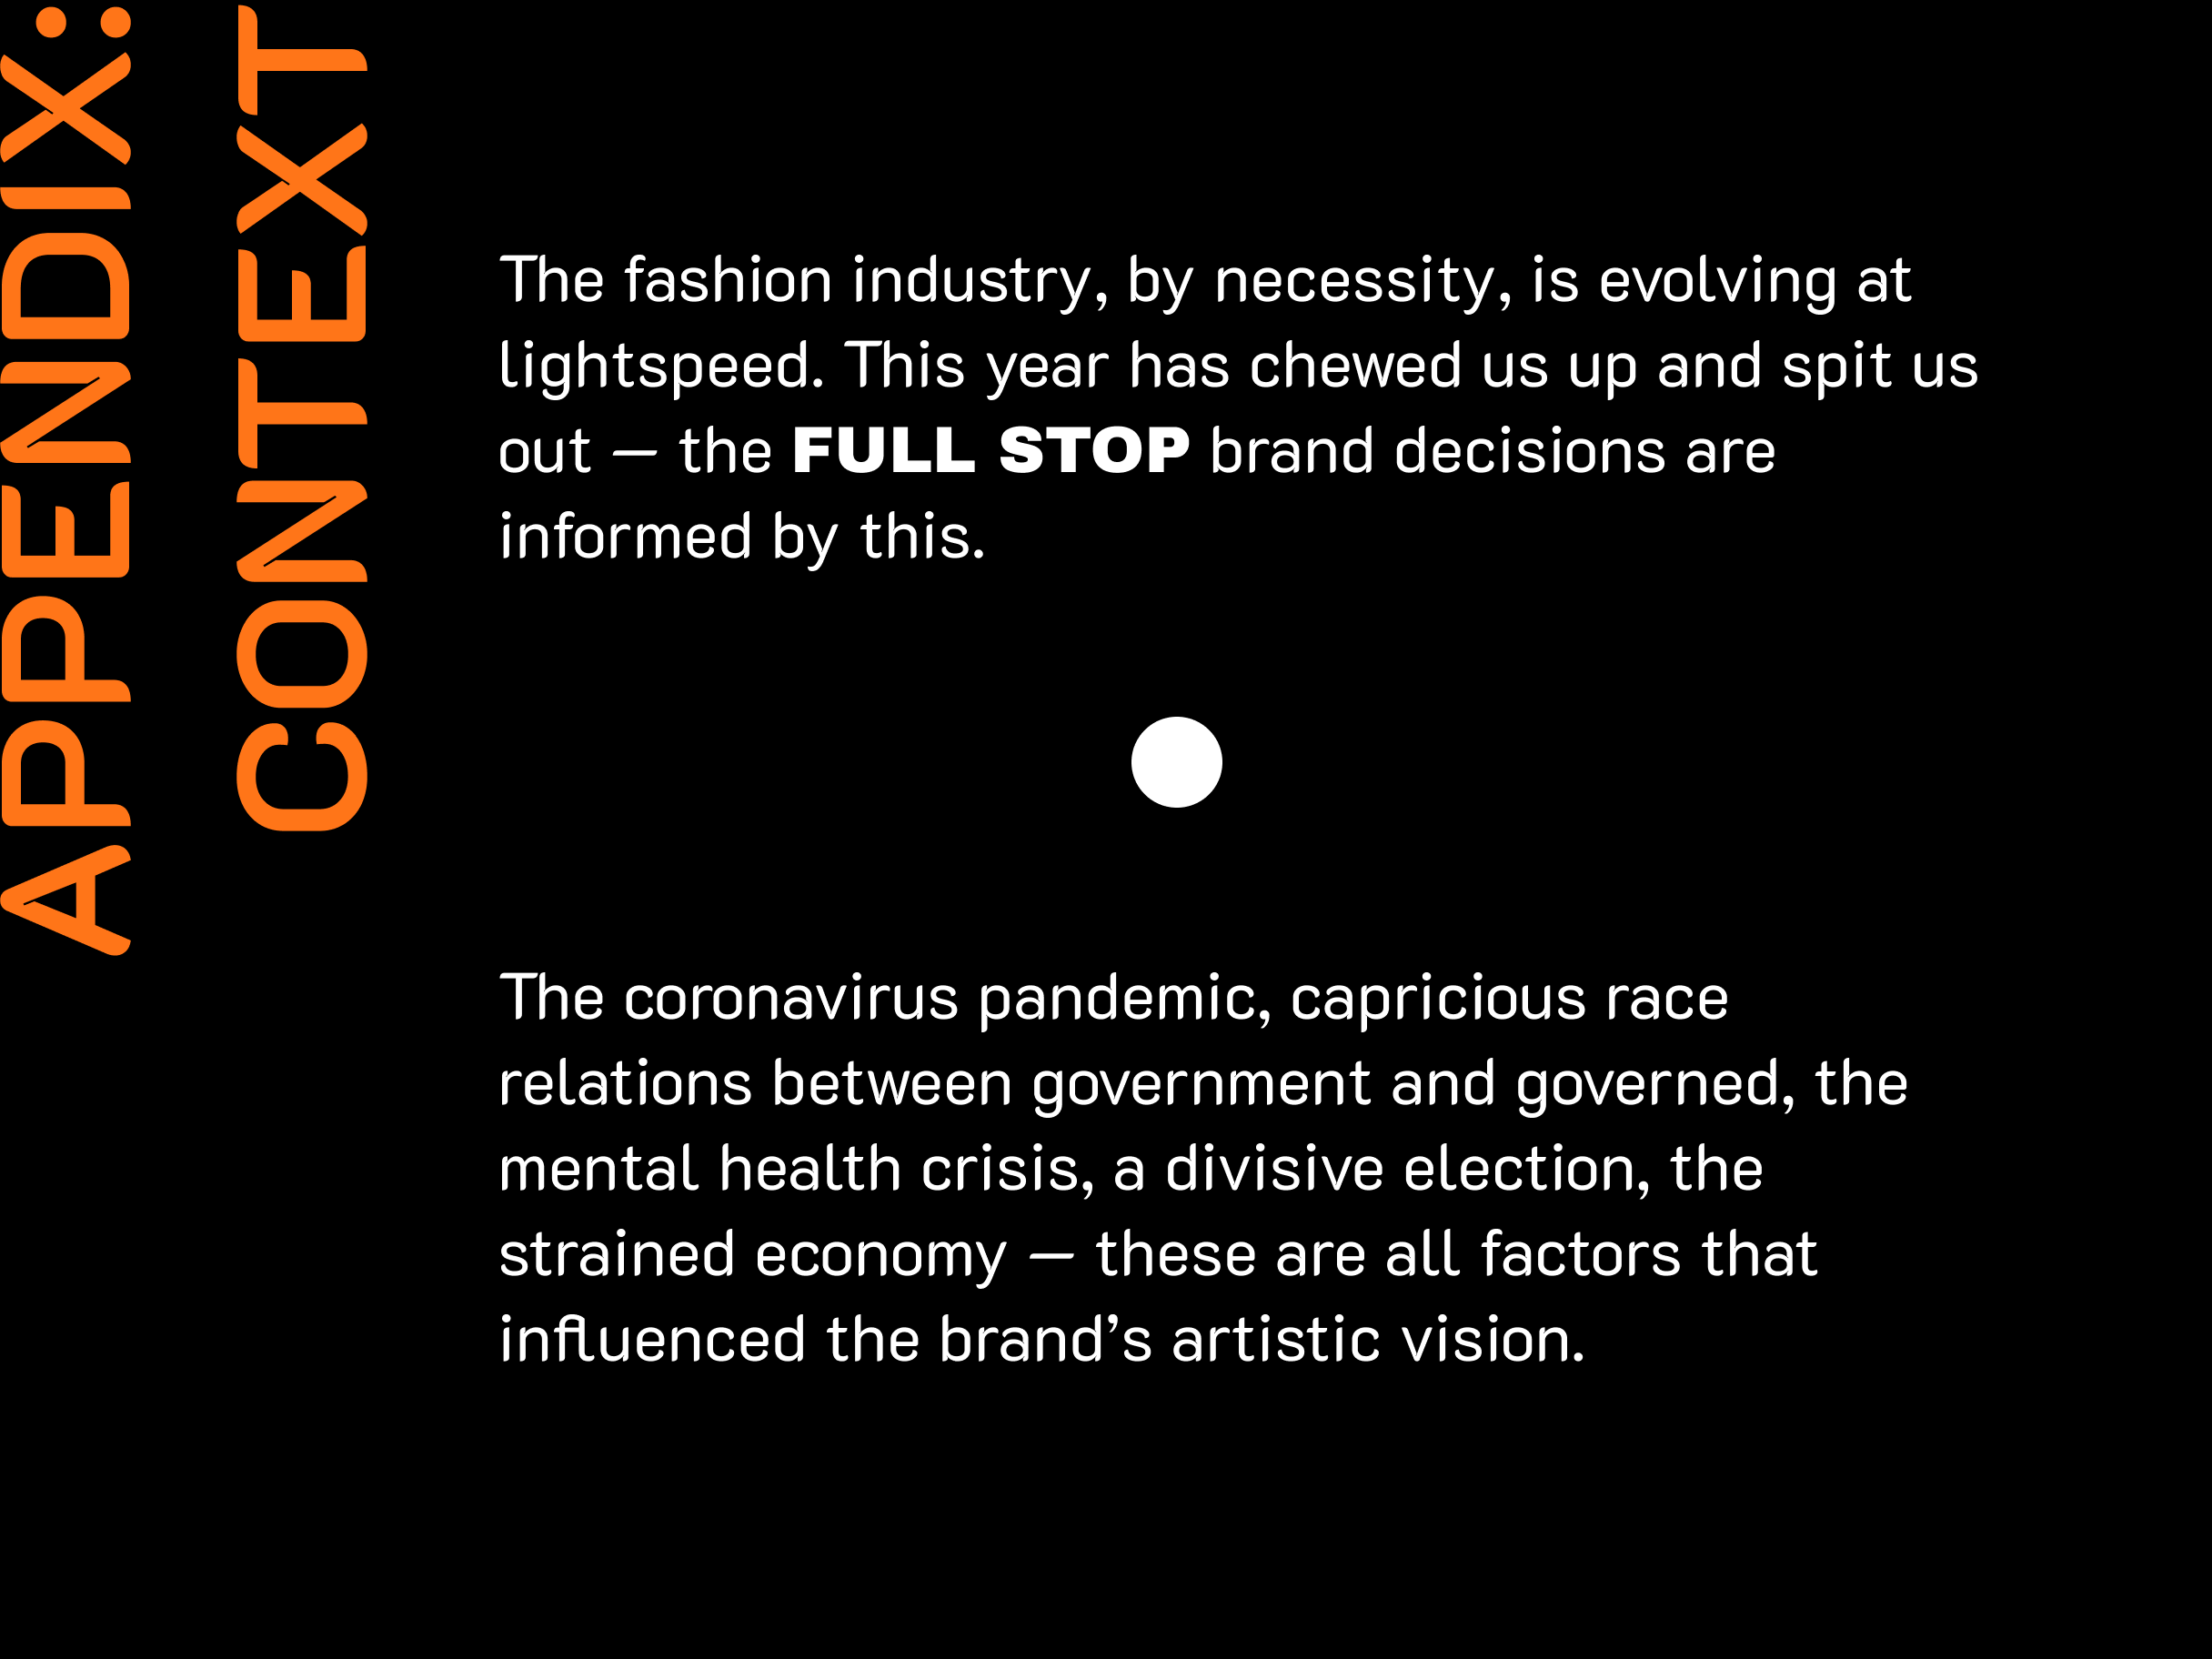 APPENDIX:
CONTEXT
The fashion industry, by necessity, is evolving at
lightspeed. This year has chewed us up and spit us
out — the FULL STOP brand decisions are
informed by this.
The coronavirus pandemic, capricious race
relations between government and governed, the
mental health crisis, a divisive election, the
strained economy — these are all factors that
influenced the brand’s artistic vision.